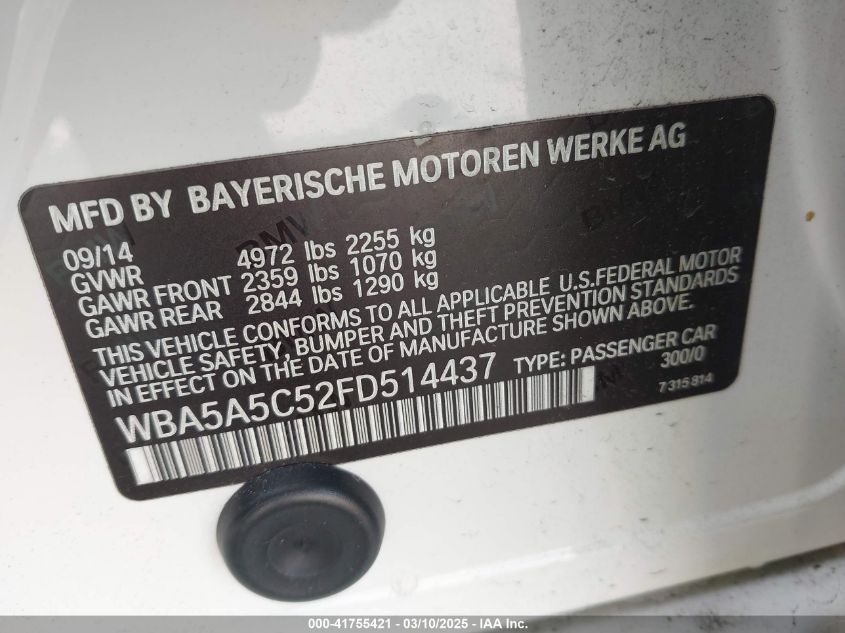 MFD BY BAYERISCHE MOTOREN WERKE AG
09/14
GVWR 4972 lbs 2255 kg
GAWR FRONT 2359 lbs 1070 kg
GAWR REAR 2844 lbs 1290 kg
THIS VEHICLE CONFORMS TO ALL APPLICABLE U.S.FEDERAL MOTOR
VEHICLE SAFETY, BUMPER AND THEFT PREVENTION STANDARDS
IN EFFECT ON THE DATE OF MANUFACTURE SHOWN ABOVE.
WBA5A5C52FD514437 TYPE: PASSENGER CAR
300/0
7 315 814
000-41755421 - 03/10/2025 - IAA Inc.